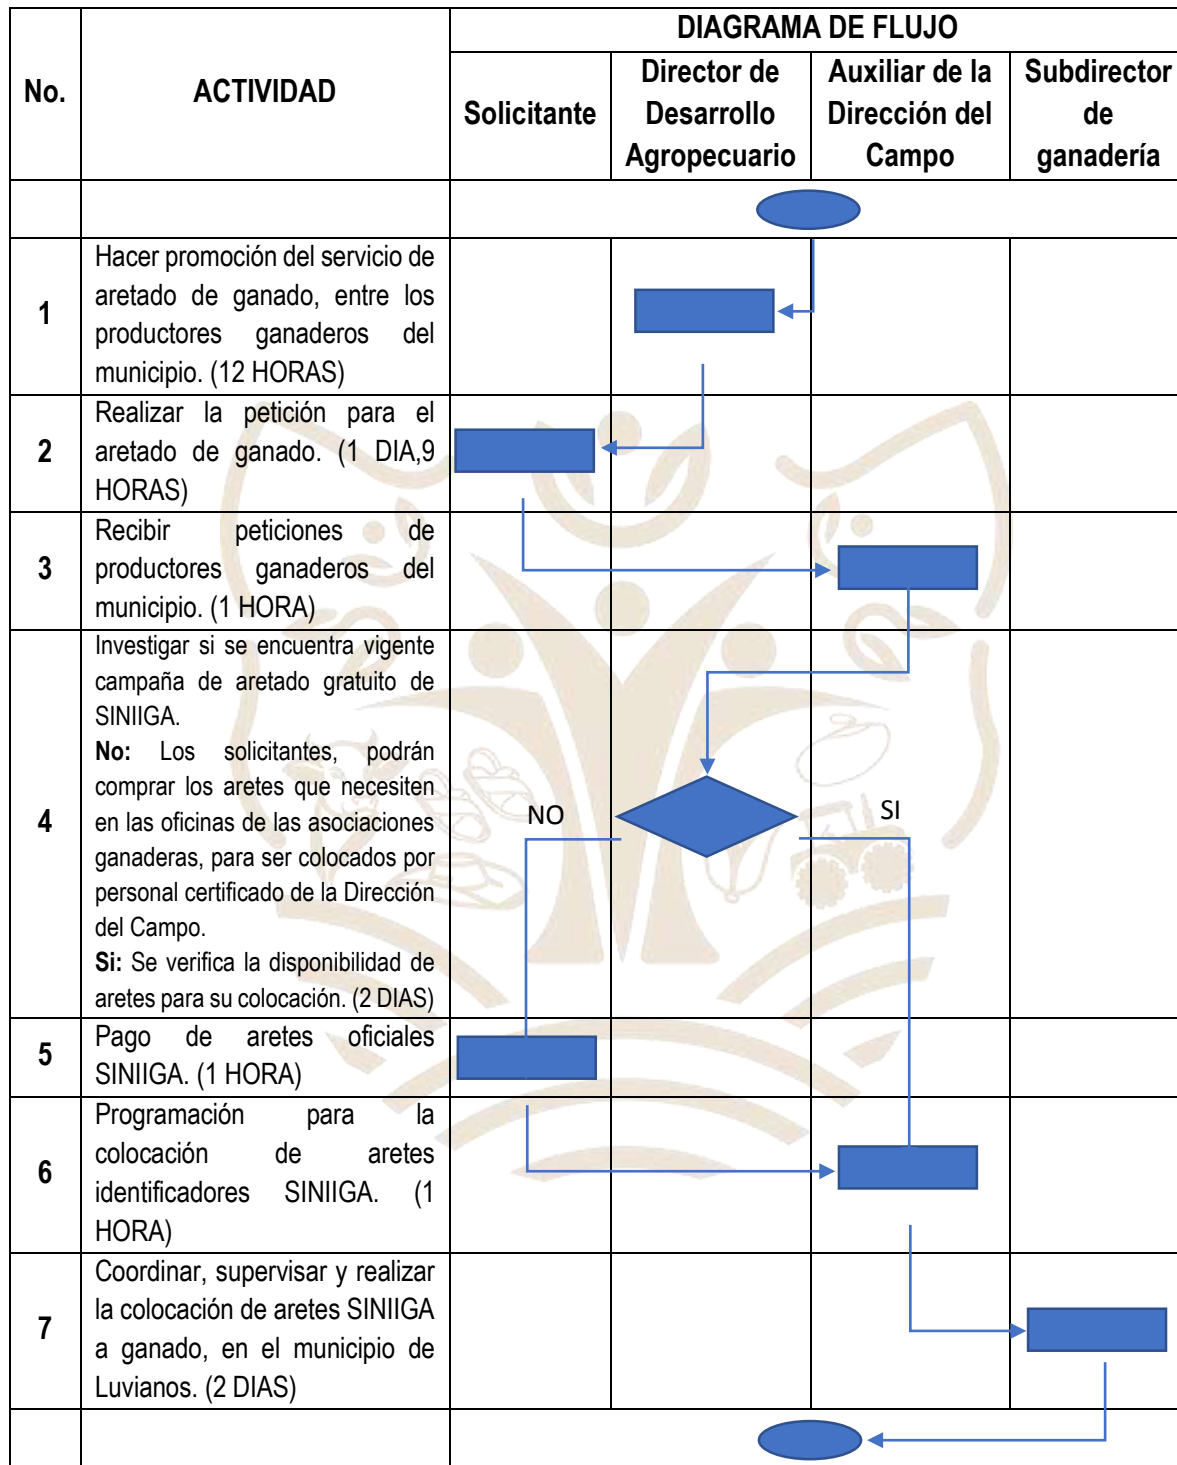 No.
ACTIVIDAD
DIAGRAMA DE FLUJO
Solicitante
Director de
Desarrollo
Agropecuario
Auxiliar de la
Dirección del
Campo
Subdirector
de
ganadería
1
Hacer promoción del servicio de
aretado de ganado, entre los
productores ganaderos del
municipio. (12 HORAS)
2
Realizar la petición para el
aretado de ganado. (1 DIA,9
HORAS)
3
Recibir peticiones de
productores ganaderos del
municipio. (1 HORA)
4
Investigar si se encuentra vigente
campaña de aretado gratuito de
SINIIGA.
No: Los solicitantes, podrán
comprar los aretes que necesiten
en las oficinas de las asociaciones
ganaderas, para ser colocados por
personal certificado de la Dirección
del Campo.
Si: Se verifica la disponibilidad de
aretes para su colocación. (2 DIAS)
NO
SI
5
Pago de aretes oficiales
SINIIGA. (1 HORA)
6
Programación para la
colocación de aretes
identificadores SINIIGA. (1
HORA)
7
Coordinar, supervisar y realizar
la colocación de aretes SINIIGA
a ganado, en el municipio de
Luvianos. (2 DIAS)